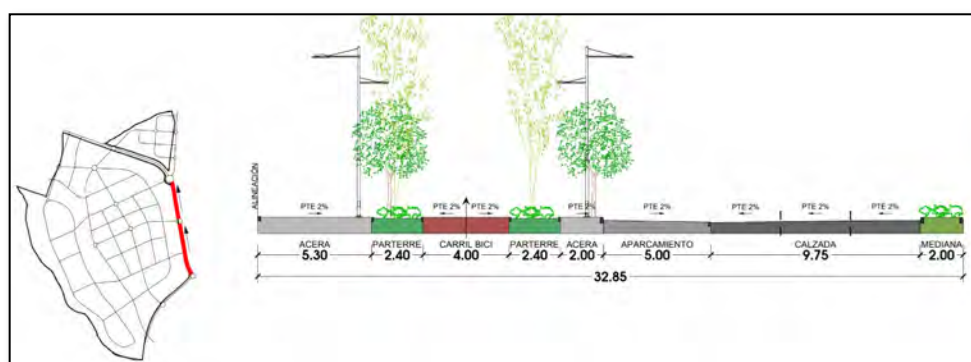 ALINEACIÓN
PTE 2% PTE 2% PTE 2% PTE 2% PTE 2% PTE 2% PTE 2% PTE 2%
ACERA PARTERRE CARRIL BICI PARTERRE ACERA APARCAMIENTO CALZADA MEDIANA
5.30 2.40 4.00 2.40 2.00 5.00 9.75 2.00
32.85